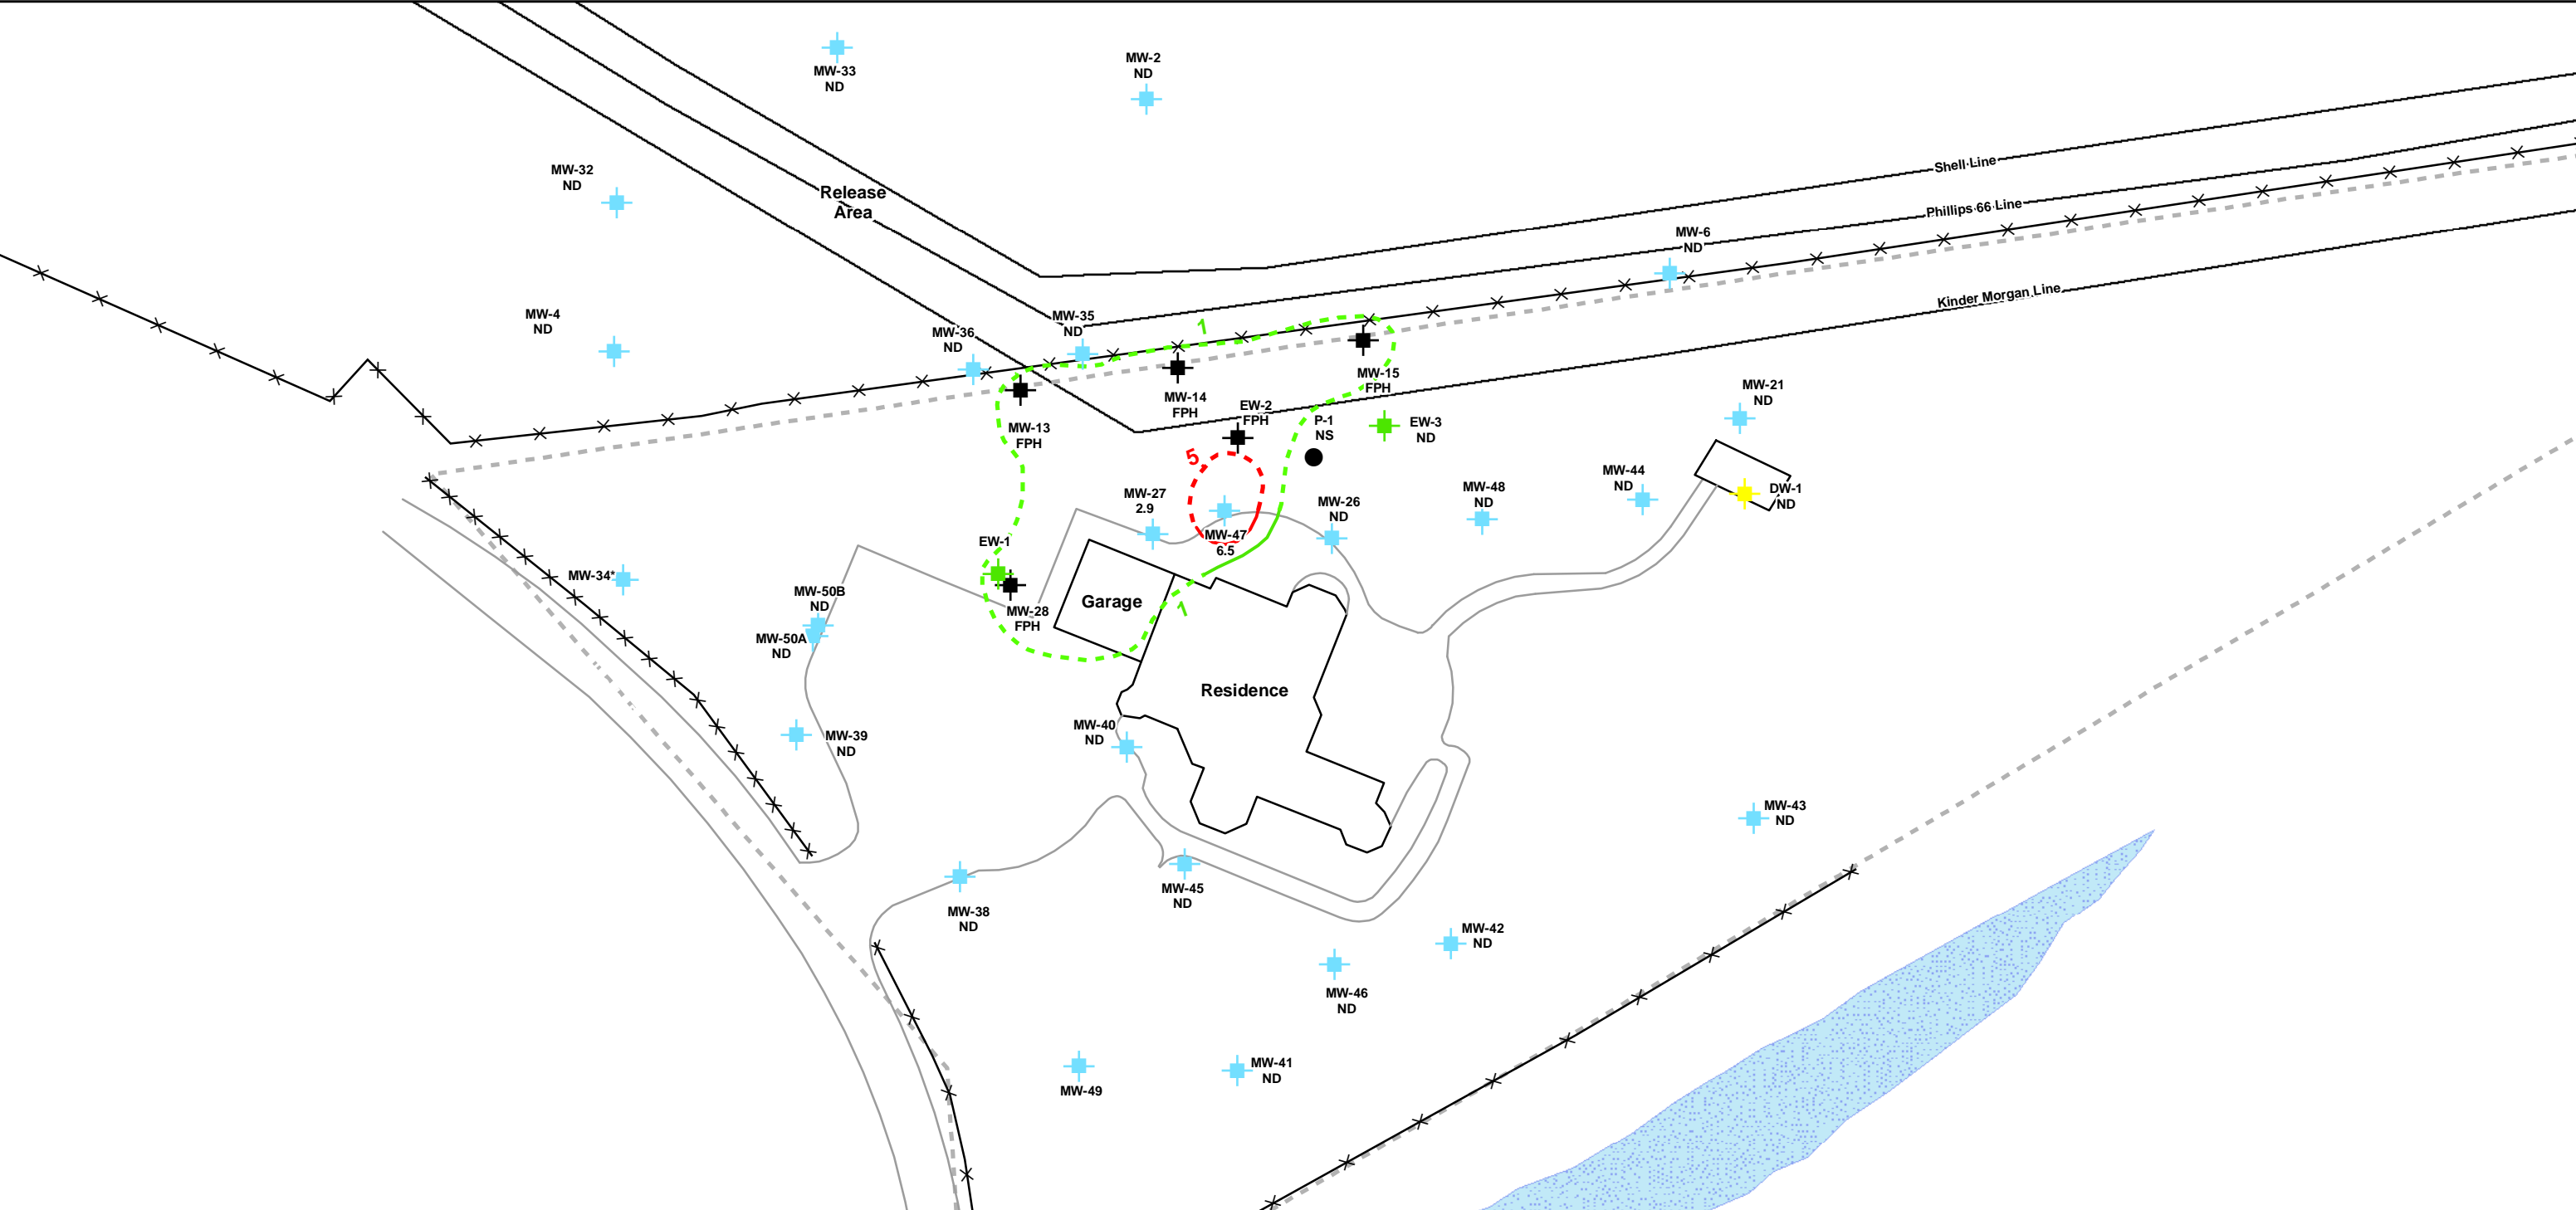 MW-33
ND
MW-2
ND
MW-32
ND
Release
Area
Shell Line
Phillips 66 Line
MW-6
ND
Kinder Morgan Line
MW-4
ND
MW-36
ND
MW-35
ND
1
MW-15
FPH
MW-14
FPH
EW-2
FPH
MW-13
FPH
P-1
NS
EW-3
ND
MW-21
ND
5
MW-27
2.9
MW-47
6.5
MW-26
ND
MW-48
ND
MW-44
ND
DW-1
ND
EW-1
MW-28
FPH
Garage
1
MW-34*
MW-50B
ND
MW-50A
ND
Residence
MW-39
ND
MW-40
ND
MW-43
ND
MW-45
ND
MW-38
ND
MW-42
ND
MW-46
ND
MW-49
MW-41
ND